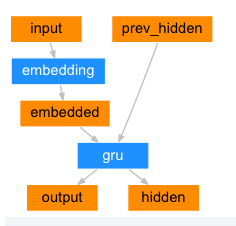 input
prev_hidden
embedding
embedded
gru
output
hidden